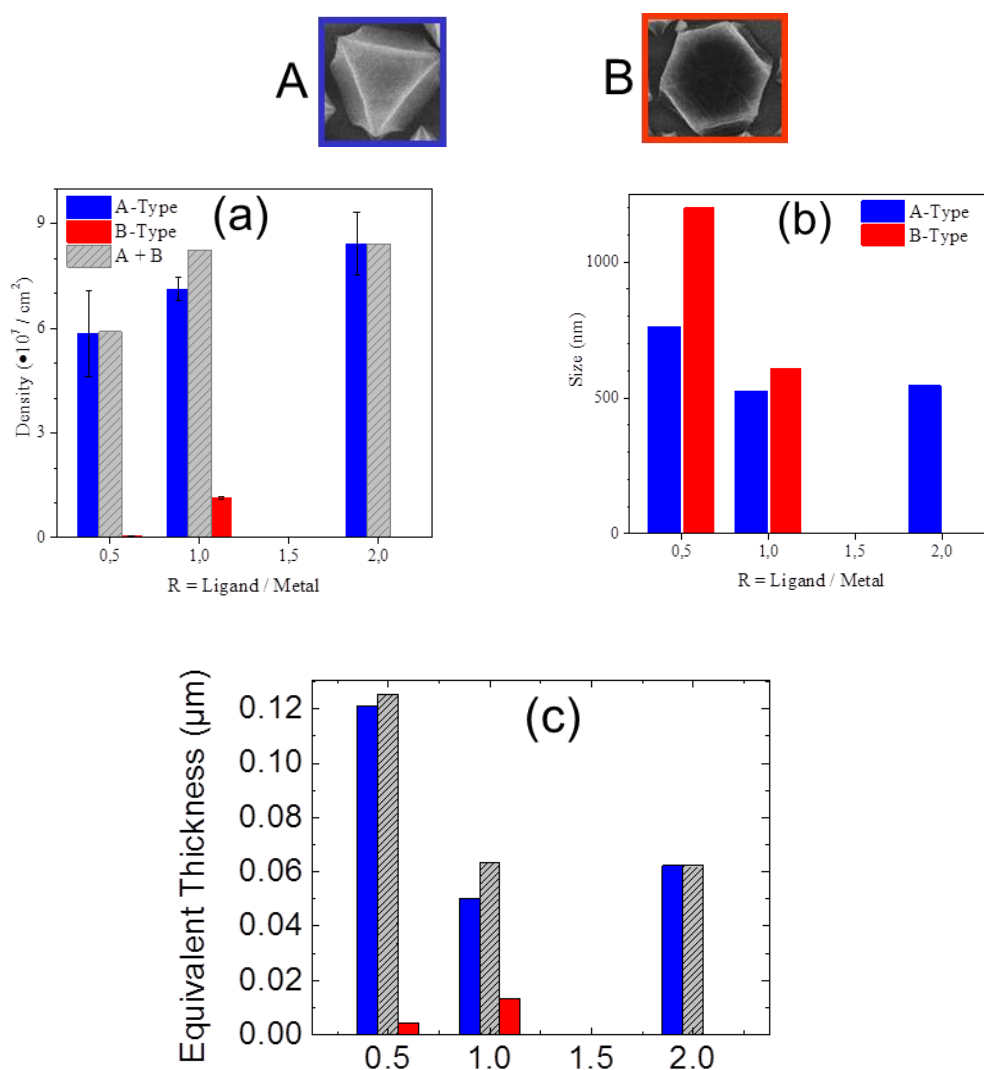 A
B
(a)
A-Type
B-Type
A + B
Density (•10⁷ / cm²)
9
6
3
0
0,5
1,0
1,5
2,0
R = Ligand / Metal
(b)
A-Type
B-Type
Size (nm)
1000
500
0
0,5
1,0
1,5
2,0
R = Ligand / Metal
(c)
Equivalent Thickness (μm)
0.12
0.10
0.08
0.06
0.04
0.02
0.00
0.5
1.0
1.5
2.0